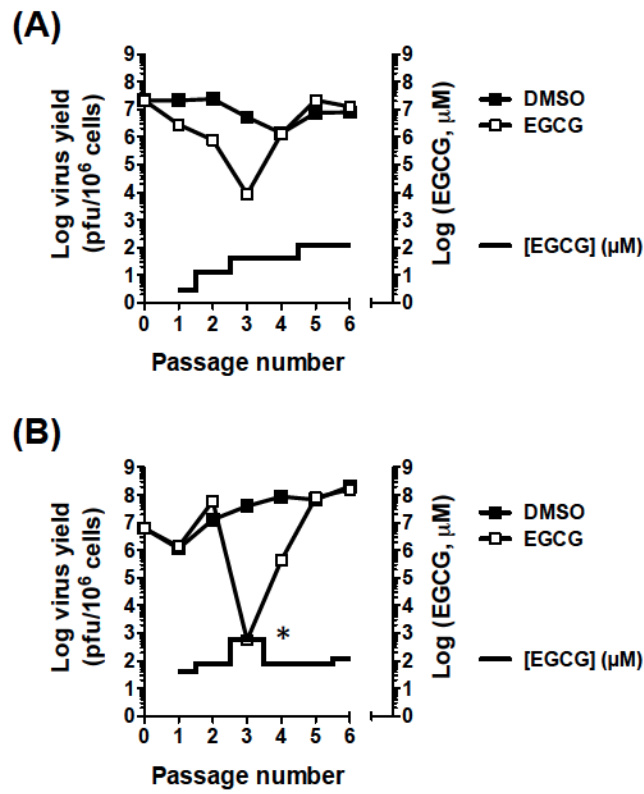 (A)
Log virus yield
(pfu/10⁶ cells)
9
8
7
6
5
4
3
2
1
0
0 1 2 3 4 5 6
Passage number
9
8
7
6
5
4
3
2
1
0
Log (EGCG, µM)
DMSO
EGCG
[EGCG] (µM)
(B)
Log virus yield
(pfu/10⁶ cells)
9
8
7
6
5
4
3
2
1
0
*
0 1 2 3 4 5 6
Passage number
9
8
7
6
5
4
3
2
1
0
Log (EGCG, µM)
DMSO
EGCG
[EGCG] (µM)